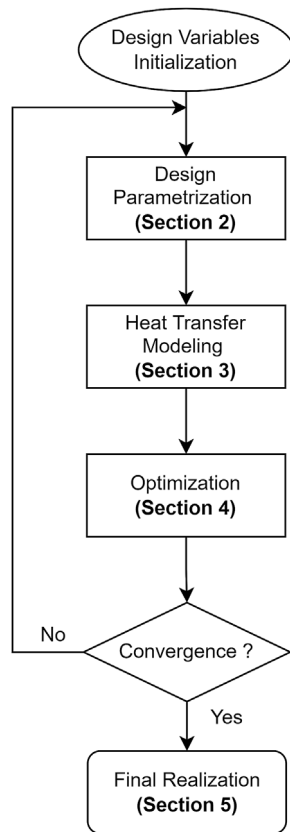 Design Variables
Initialization
Design
Parametrization
(Section 2)
Heat Transfer
Modeling
(Section 3)
Optimization
(Section 4)
No
Convergence ?
Yes
Final Realization
(Section 5)